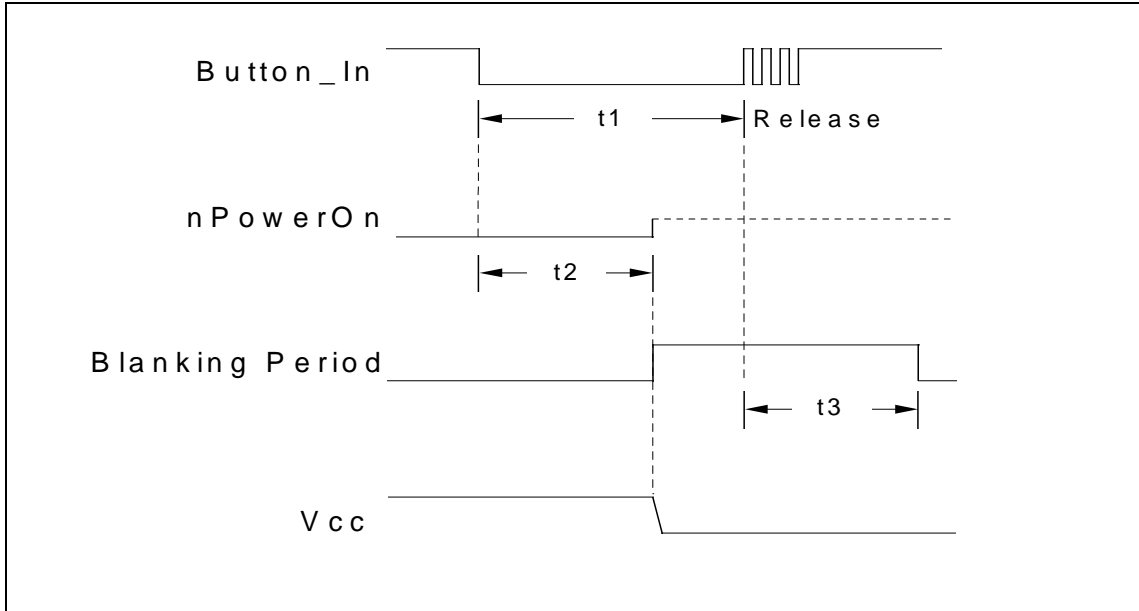 Button_In
t1
Release
nPowerOn
t2
Blanking Period
t3
Vcc